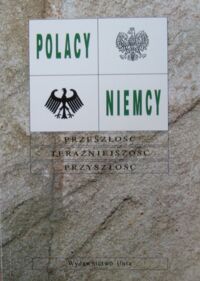 POLACY
NIEMCY
PRZESZŁOŚĆ
TERAŹNIEJSZOŚĆ
PRZYSZŁOŚĆ
Wydawnictwo Unia